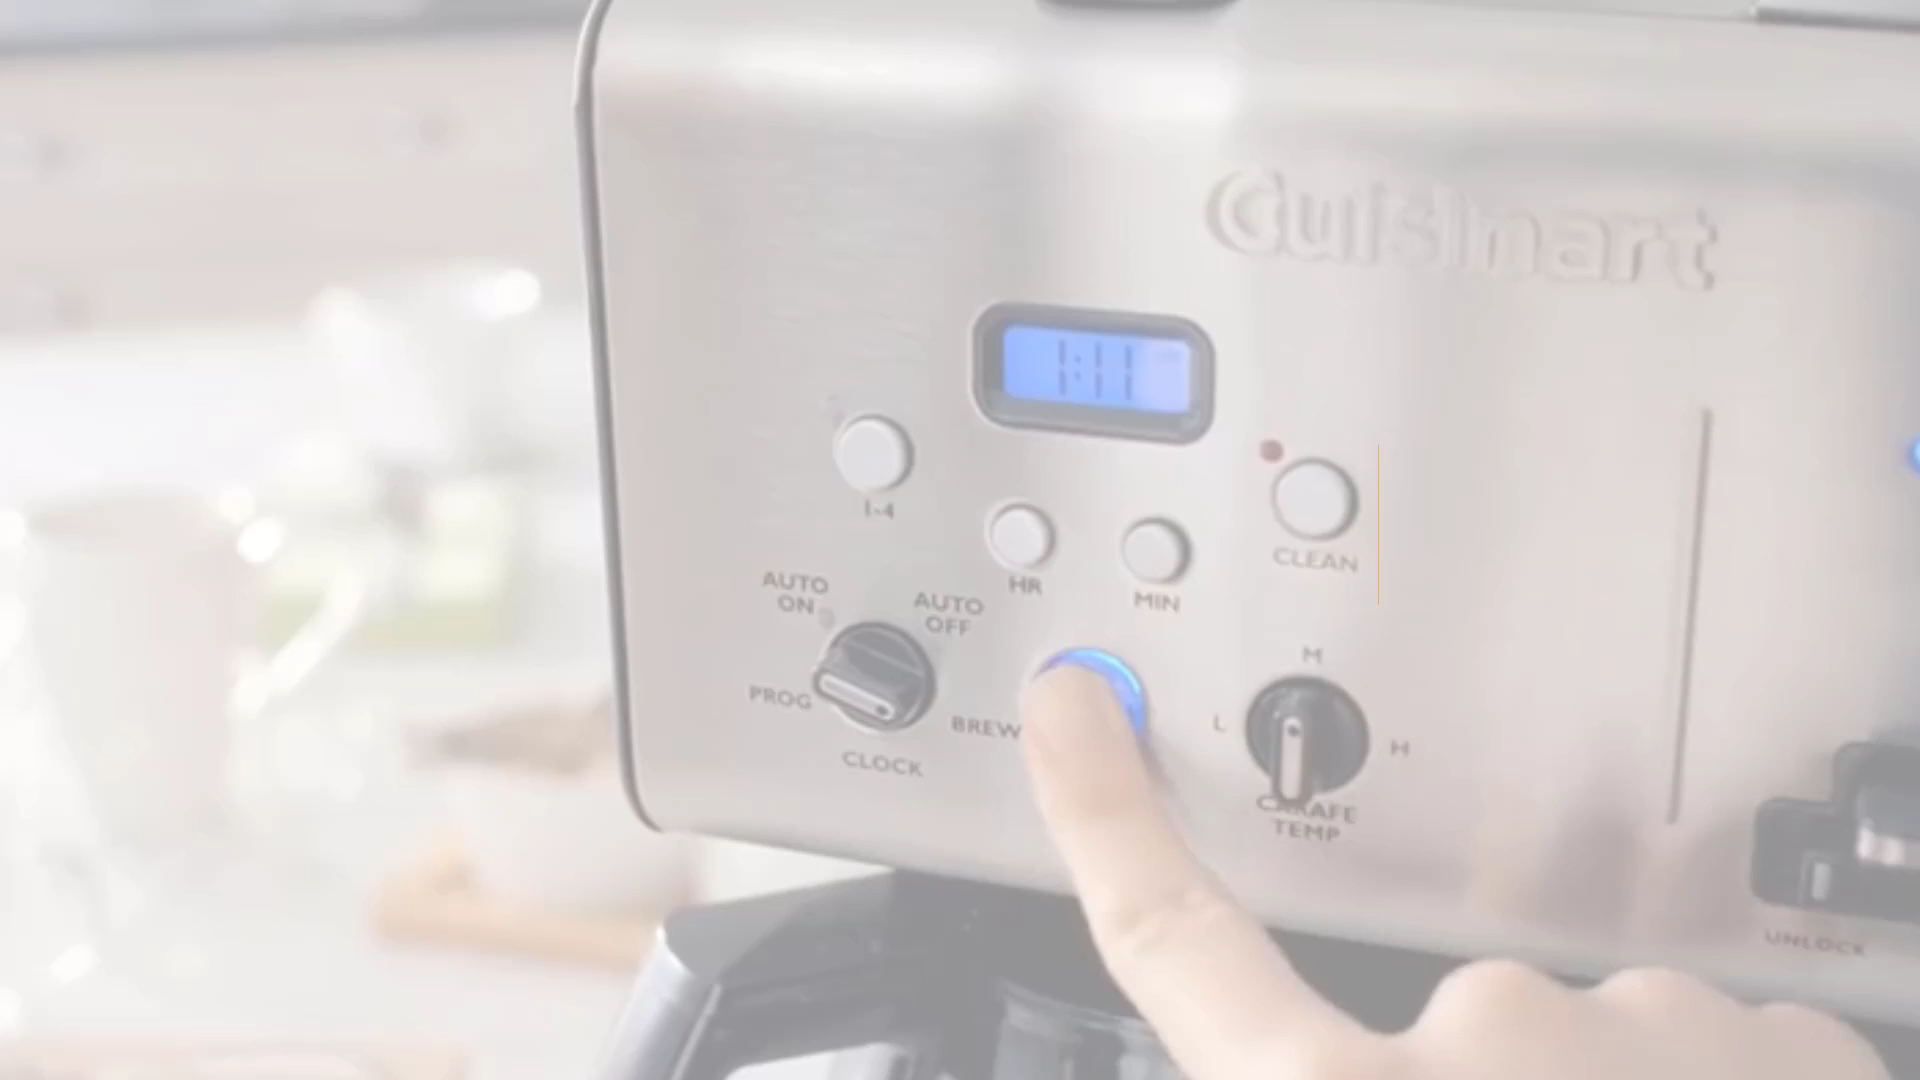 Cuisinart
1:11
1-4
HR
MIN
CLEAN
AUTO
ON
AUTO
OFF
PROG
BREW
CLOCK
M
L
H
CARAFE
TEMP
UNLOCK